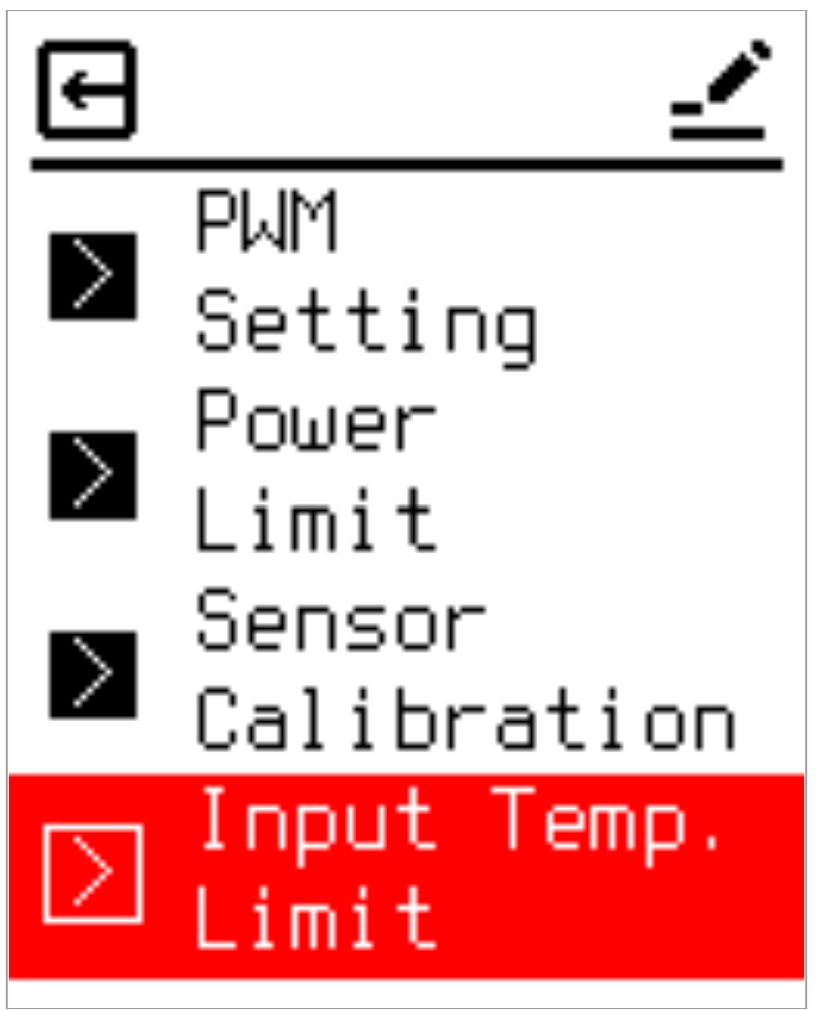 PWM
Setting
Power
Limit
Sensor
Calibration
Input Temp.
Limit